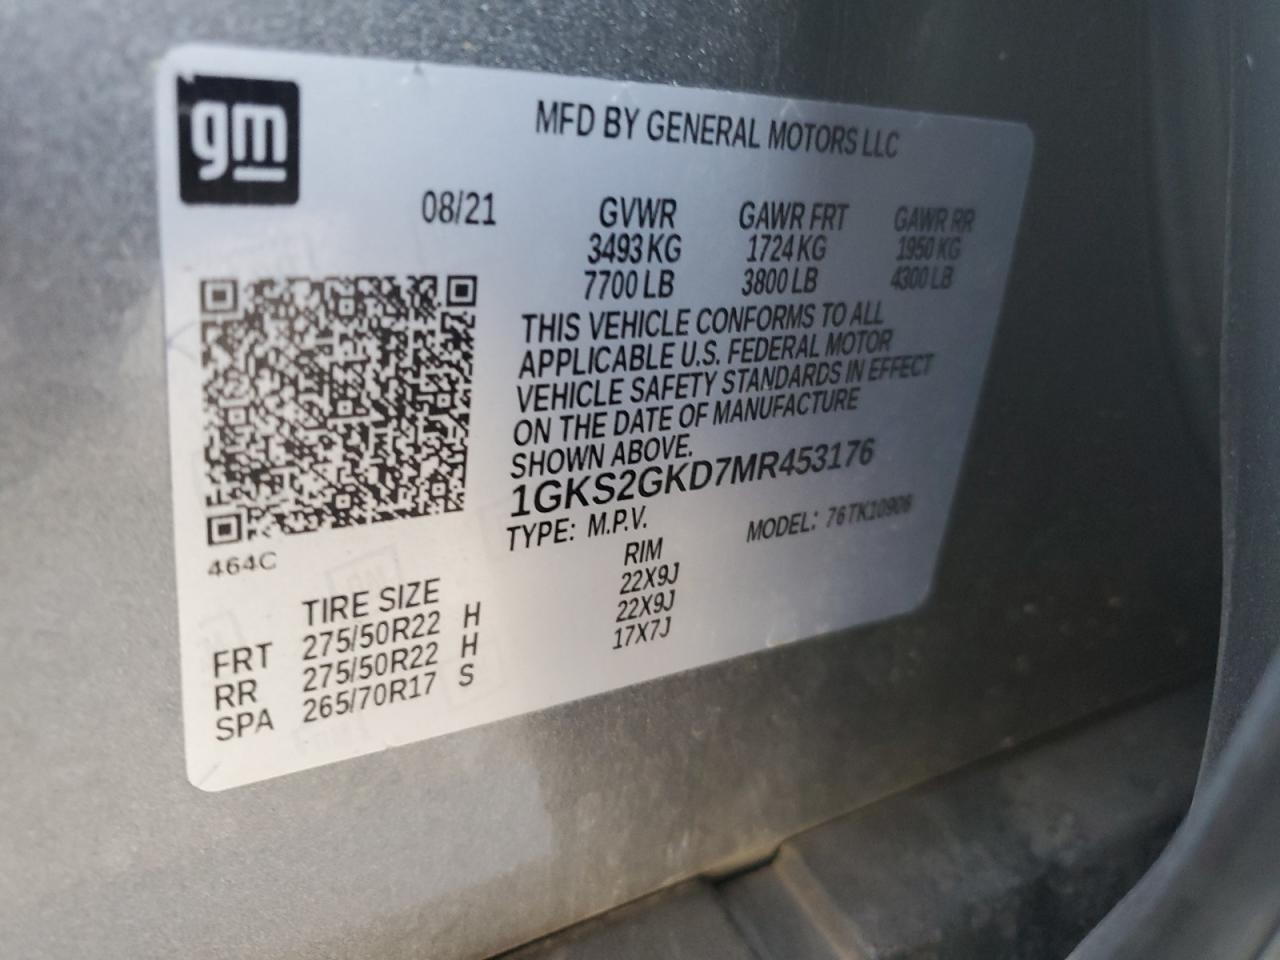 gm
MFD BY GENERAL MOTORS LLC
08/21 GVWR GAWR FRT GAWR RR
3493 KG 1724 KG 1950 KG
7700 LB 3800 LB 4300 LB
THIS VEHICLE CONFORMS TO ALL
APPLICABLE U.S. FEDERAL MOTOR
VEHICLE SAFETY STANDARDS IN EFFECT
ON THE DATE OF MANUFACTURE
SHOWN ABOVE.
1GKS2GKD7MR453176
TYPE: M.P.V. MODEL: 76TK10906
464C
TIRE SIZE RIM
FRT 275/50R22 H 22X9J
RR 275/50R22 H 22X9J
SPA 265/70R17 S 17X7J